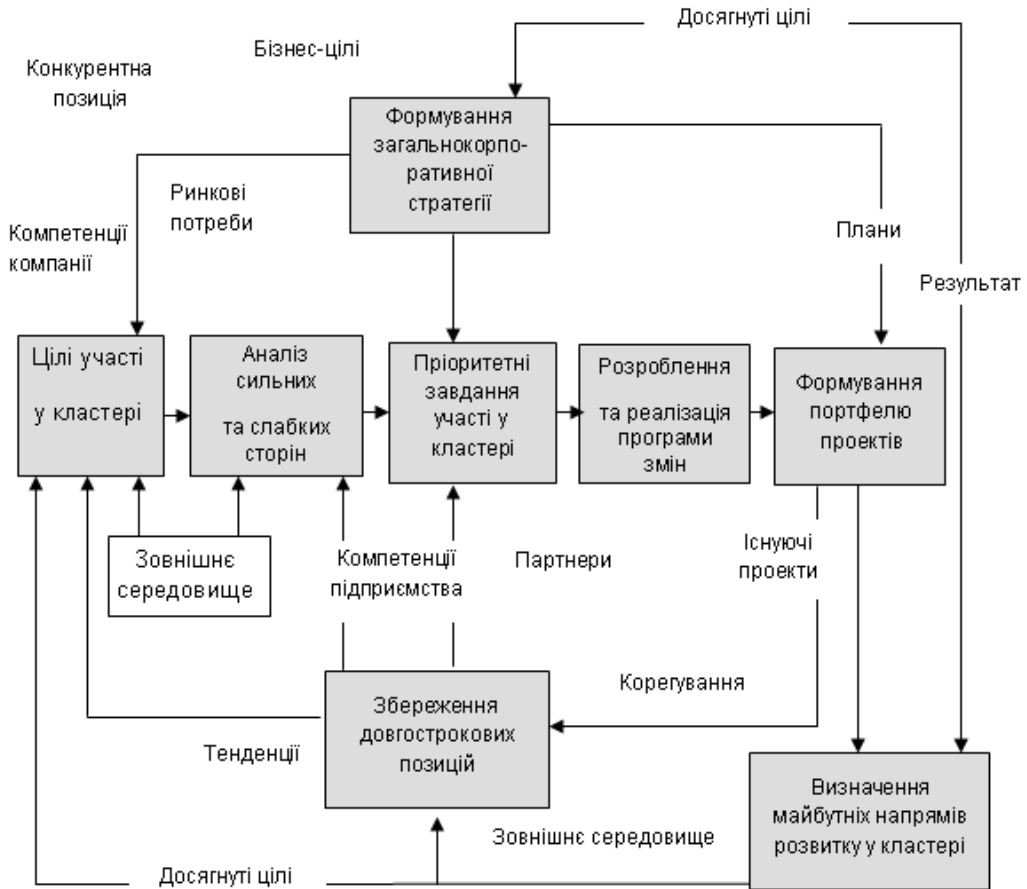 Досягнуті цілі
Бізнес-цілі
Конкурентна
позиція
Формування
загальнокорпо-
ративної
стратегії
Ринкові
потреби
Компетенції
компанії
Плани
Результат
Цілі участі
у кластері
Аналіз
сильних
та слабких
сторін
Пріоритетні
завдання
участі у
кластері
Розроблення
та реалізація
програми
змін
Формування
портфелю
проектів
Зовнішнє
середовище
Компетенції
підприємства
Партнери
Існуючі
проекти
Збереження
довгострокових
позицій
Корегування
Тенденції
Визначення
майбутніх напрямів
розвитку у кластері
Зовнішнє середовище
Досягнуті цілі